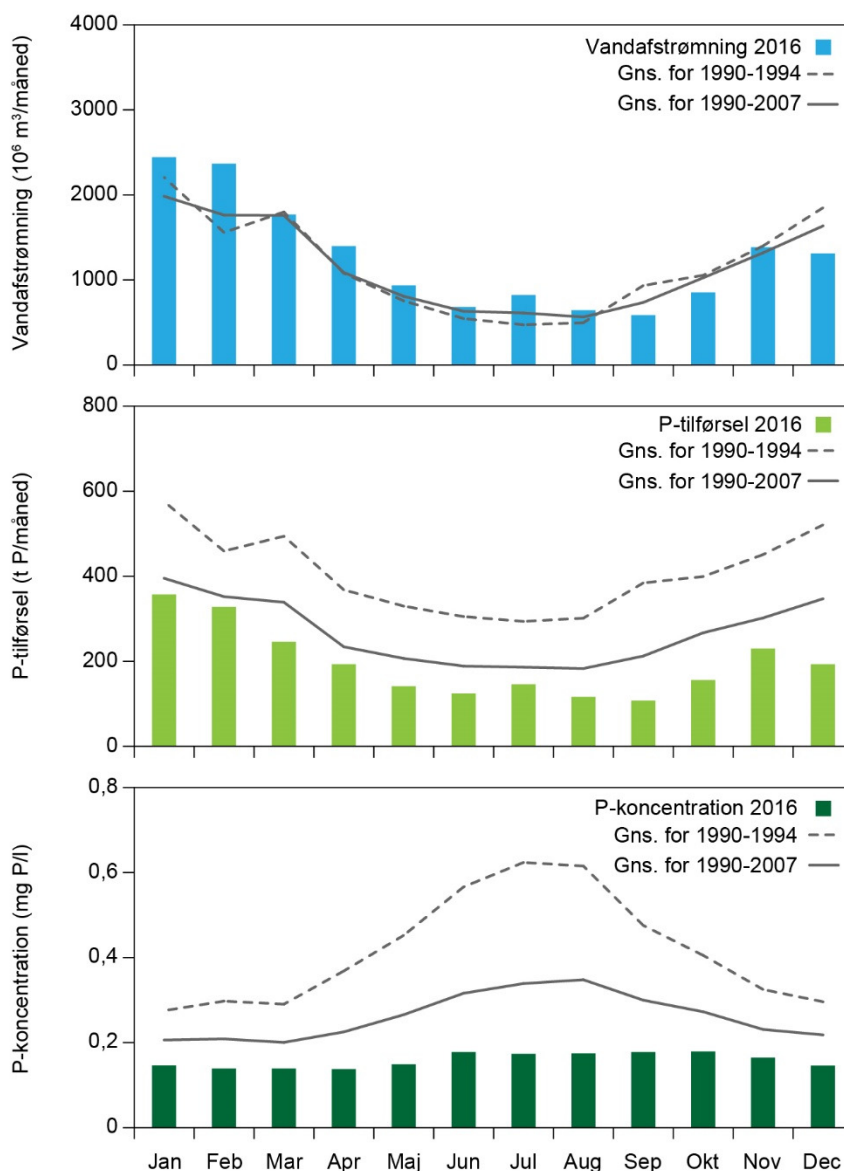 4000
3000
2000
1000
0
Vandafstrømning (10⁶ m³/måned)
Vandafstrømning 2016
Gns. for 1990-1994
Gns. for 1990-2007
800
600
400
200
0
P-tilførsel (t P/måned)
P-tilførsel 2016
Gns. for 1990-1994
Gns. for 1990-2007
0,8
0,6
0,4
0,2
0
P-koncentration (mg P/l)
P-koncentration 2016
Gns. for 1990-1994
Gns. for 1990-2007
Jan Feb Mar Apr Maj Jun Jul Aug Sep Okt Nov Dec